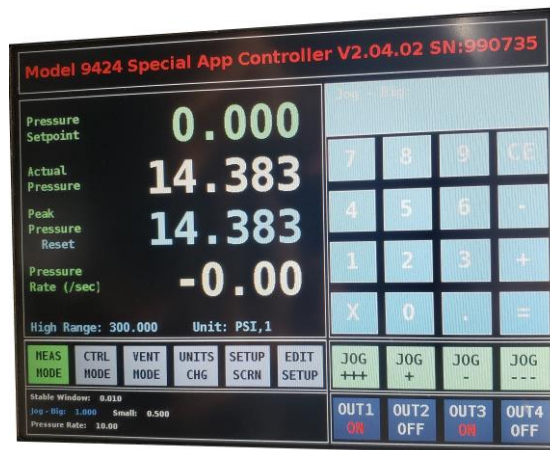 Model 9424 Special App Controller V2.04.02 SN:990735
Pressure Setpoint 0.000
Actual Pressure 14.383
Peak Pressure 14.383
Reset
Pressure Rate (/sec) -0.00
High Range: 300.000 Unit: PSI,1
Jog - Big:
7 8 9 CE
4 5 6 -
1 2 3 +
X 0 . =
MEAS MODE
CTRL MODE
VENT MODE
UNITS CHG
SETUP SCRN
EDIT SETUP
JOG +++
JOG +
JOG -
JOG ---
Stable Window: 0.010
Jog - Big: 1.000 Small: 0.500
Pressure Rate: 10.00
OUT1 ON
OUT2 OFF
OUT3 ON
OUT4 OFF